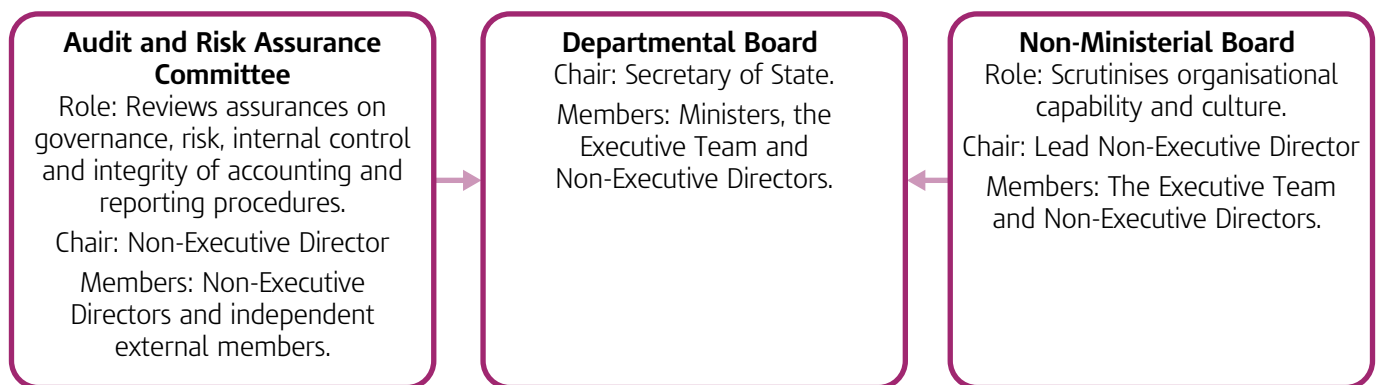 Audit and Risk Assurance
Committee
Role: Reviews assurances on
governance, risk, internal control
and integrity of accounting and
reporting procedures.
Chair: Non-Executive Director
Members: Non-Executive
Directors and independent
external members.
Departmental Board
Chair: Secretary of State.
Members: Ministers, the
Executive Team and
Non-Executive Directors.
Non-Ministerial Board
Role: Scrutinises organisational
capability and culture.
Chair: Lead Non-Executive Director
Members: The Executive Team
and Non-Executive Directors.